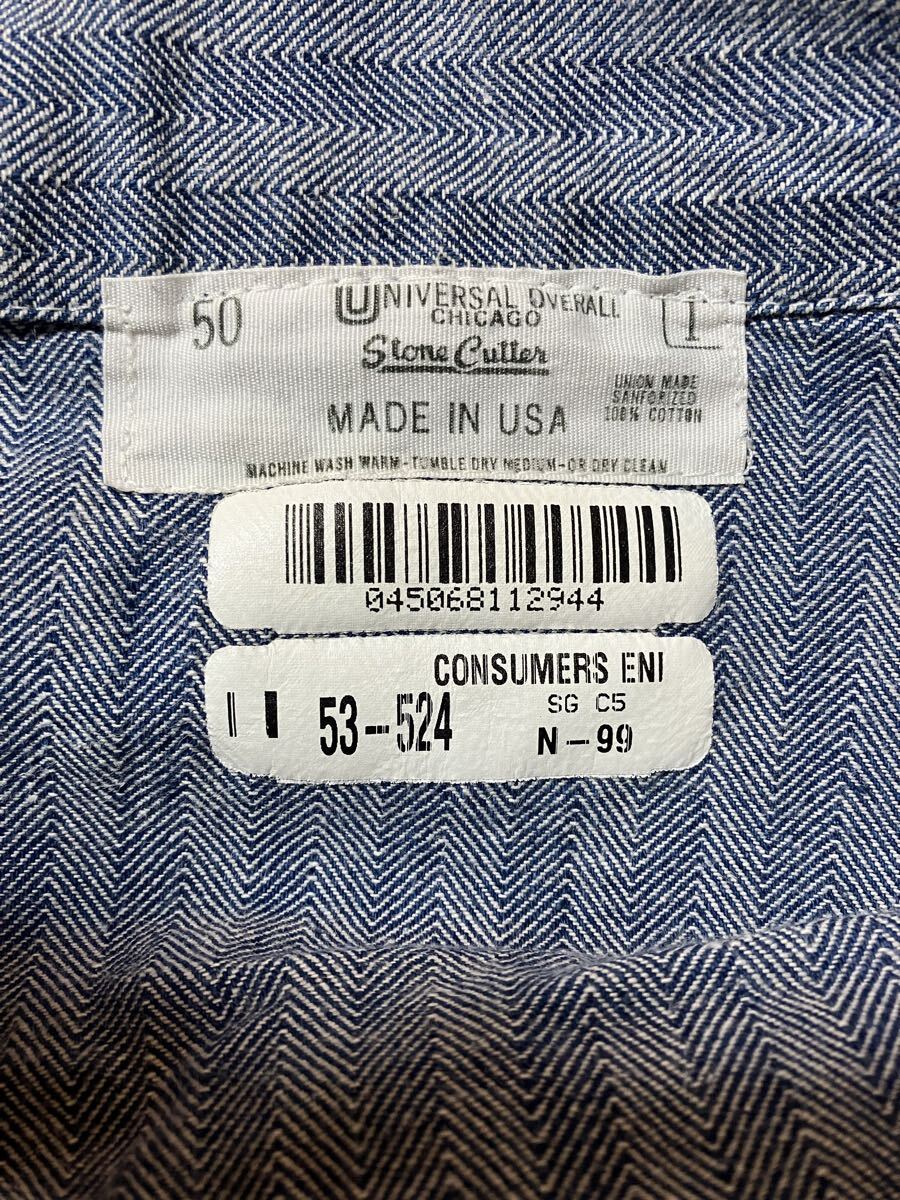 50
UNIVERSAL OVERALL
CHICAGO
Stone Cutter
MADE IN USA
1
UNION MADE
SANFORIZED
100% COTTON
MACHINE WASH WARM-TUMBLE DRY MEDIUM-OR DRY CLEAN
045068112944
CONSUMERS ENI
SG C5
53-524
N-99